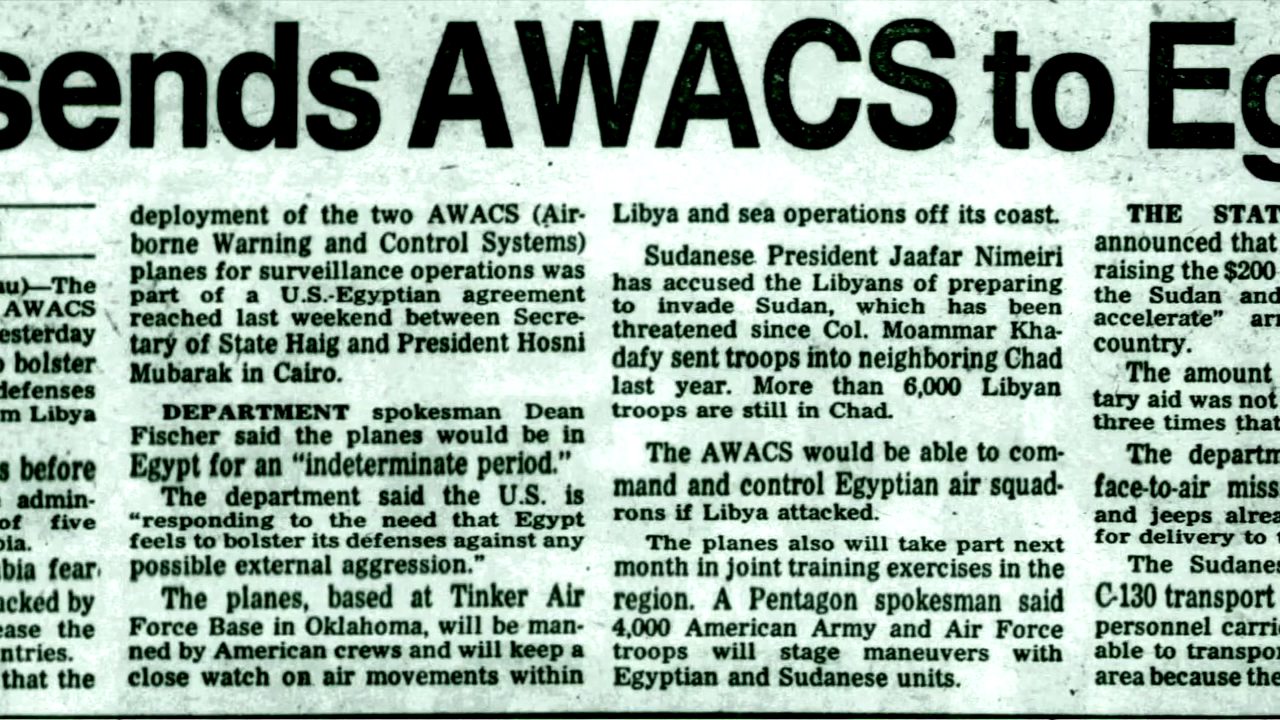 sends AWACS to Eg
au)—The
AWACS
esterday
o bolster
defenses
m Libya
s before
admin-
of five
bia.
bia fear
acked by
ease the
ntries.
that the
deployment of the two AWACS (Air-
borne Warning and Control Systems)
planes for surveillance operations was
part of a U.S.-Egyptian agreement
reached last weekend between Secre-
tary of State Haig and President Hosni
Mubarak in Cairo.
DEPARTMENT spokesman Dean
Fischer said the planes would be in
Egypt for an “indeterminate period.”
The department said the U.S. is
“responding to the need that Egypt
feels to bolster its defenses against any
possible external aggression.”
The planes, based at Tinker Air
Force Base in Oklahoma, will be man-
ned by American crews and will keep a
close watch on air movements within
Libya and sea operations off its coast.
Sudanese President Jaafar Nimeiri
has accused the Libyans of preparing
to invade Sudan, which has been
threatened since Col. Moammar Kha-
dafy sent troops into neighboring Chad
last year. More than 6,000 Libyan
troops are still in Chad.
The AWACS would be able to com-
mand and control Egyptian air squad-
rons if Libya attacked.
The planes also will take part next
month in joint training exercises in the
region. A Pentagon spokesman said
4,000 American Army and Air Force
troops will stage maneuvers with
Egyptian and Sudanese units.
THE STAT
announced that
raising the $200
the Sudan and
accelerate” arr
country.
The amount
tary aid was not
three times that
The departm
face-to-air miss
and jeeps alrea
for delivery to t
The Sudanes
C-130 transport
personnel carri
able to transpor
area because the